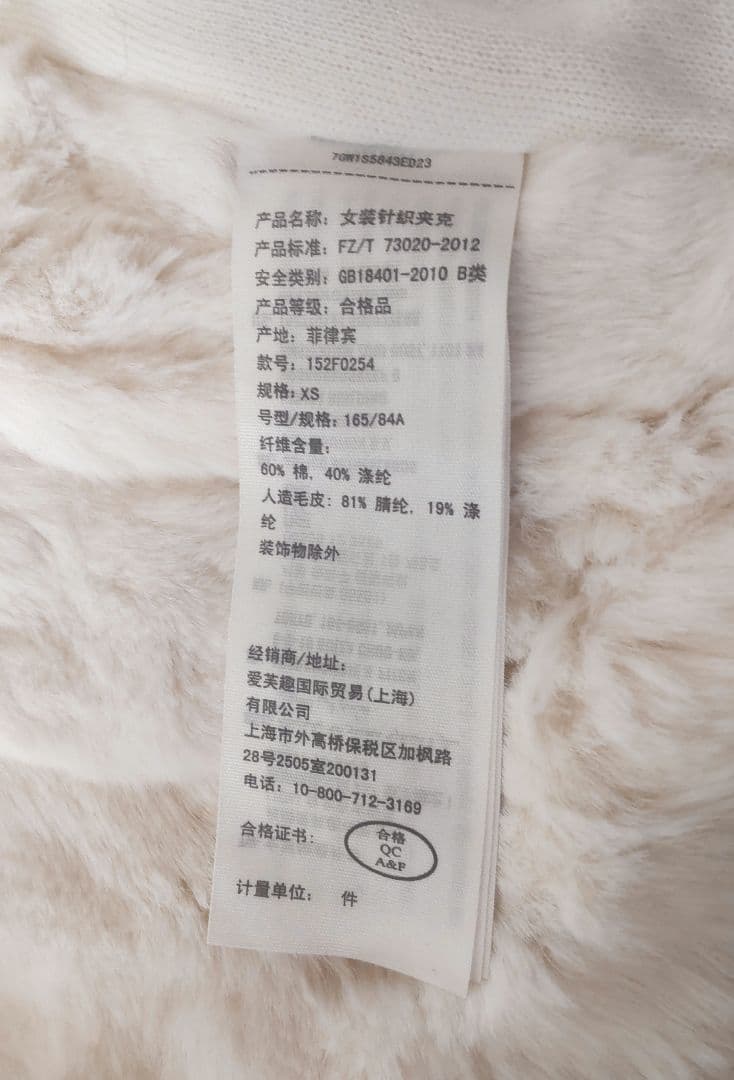 7GW1S5843ED23
产品名称：女装针织夹克
产品标准：FZ/T 73020-2012
安全类别：GB18401-2010 B类
产品等级：合格品
产地：菲律宾
款号：152F0254
规格：XS
号型/规格：165/84A
纤维含量：
60% 棉, 40% 涤纶
人造毛皮：81% 腈纶, 19% 涤
纶
装饰物除外
经销商/地址：
爱芙趣国际贸易(上海)
有限公司
上海市外高桥保税区加枫路
28号2505室200131
电话：10-800-712-3169
合格证书：
合格
QC
A&F
计量单位： 件